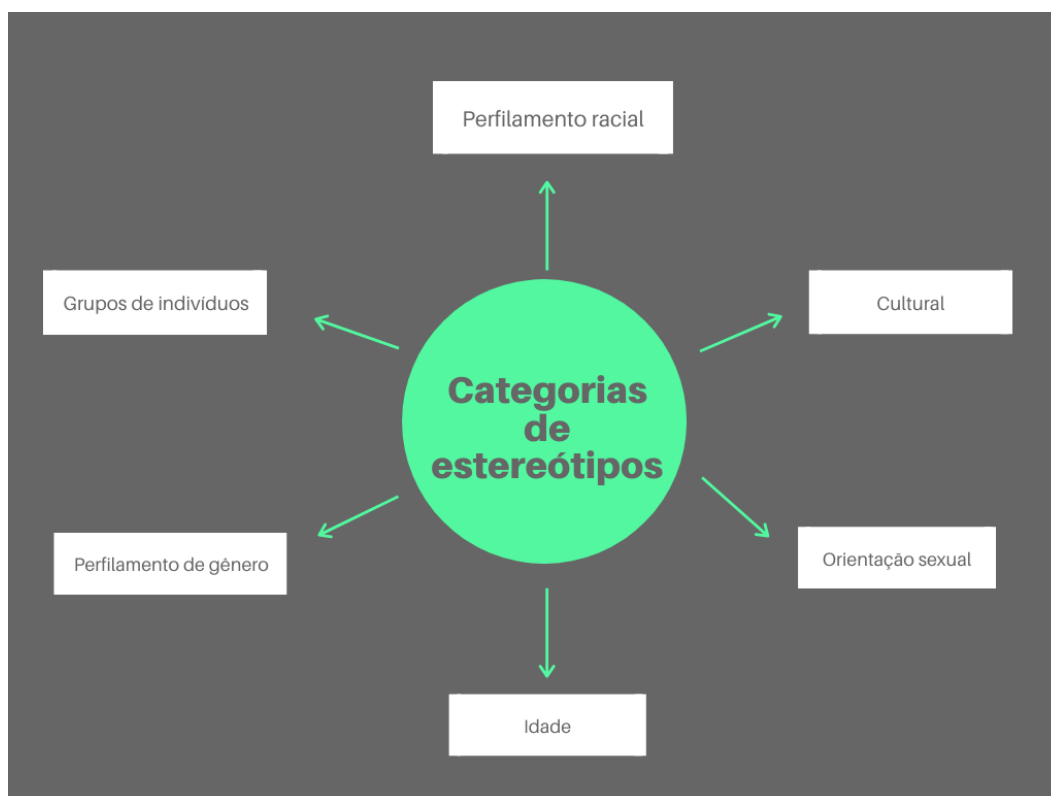 Perfilamento racial
Grupos de indivíduos
Cultural
Categorias
de
estereótipos
Perfilamento de gênero
Orientação sexual
Idade